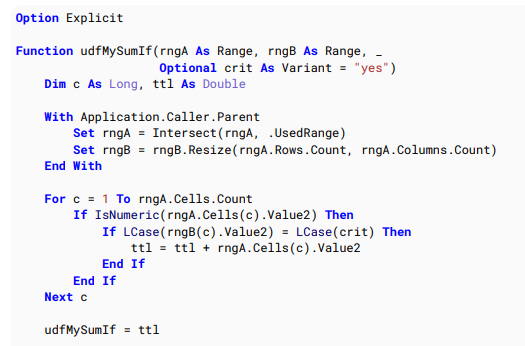 Option Explicit
Function udfMySumIf(rngA As Range, rngB As Range, _
Optional crit As Variant = "yes")
Dim c As Long, ttl As Double
With Application.Caller.Parent
Set rngA = Intersect(rngA, .UsedRange)
Set rngB = rngB.Resize(rngA.Rows.Count, rngA.Columns.Count)
End With
For c = 1 To rngA.Cells.Count
If IsNumeric(rngA.Cells(c).Value2) Then
If LCase(rngB(c).Value2) = LCase(crit) Then
ttl = ttl + rngA.Cells(c).Value2
End If
End If
Next c
udfMySumIf = ttl